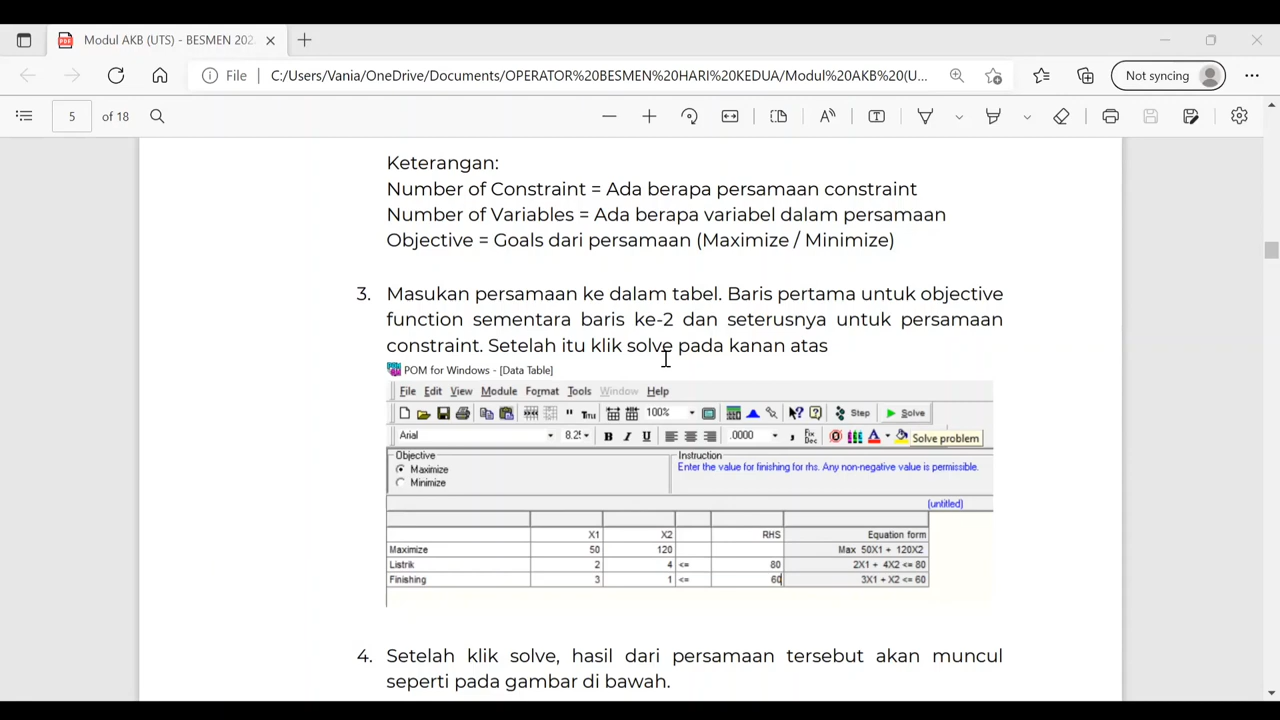 Modul AKB (UTS) - BESMEN 202
File C:/Users/Vania/OneDrive/Documents/OPERATOR%20BESMEN%20HARI%20KEDUA/Modul%20AKB%20(U... Not syncing
5 of 18
Keterangan:
Number of Constraint = Ada berapa persamaan constraint
Number of Variables = Ada berapa variabel dalam persamaan
Objective = Goals dari persamaan (Maximize / Minimize)
3. Masukan persamaan ke dalam tabel. Baris pertama untuk objective
function sementara baris ke-2 dan seterusnya untuk persamaan
constraint. Setelah itu klik solve pada kanan atas
POM for Windows - [Data Table]
File Edit View Module Format Tools Window Help
100% Step Solve
Arial 8.2 B I U .0000 Fix Dec Solve problem
Objective Instruction
Maximize Enter the value for finishing for rhs. Any non-negative value is permissible.
Minimize
(untitled)
X1 X2 RHS Equation form
Maximize 50 120 Max 50X1 + 120X2
Listrik 2 4 <= 80 2X1 + 4X2 <= 80
Finishing 3 1 <= 60 3X1 + X2 <= 60
4. Setelah klik solve, hasil dari persamaan tersebut akan muncul
seperti pada gambar di bawah.